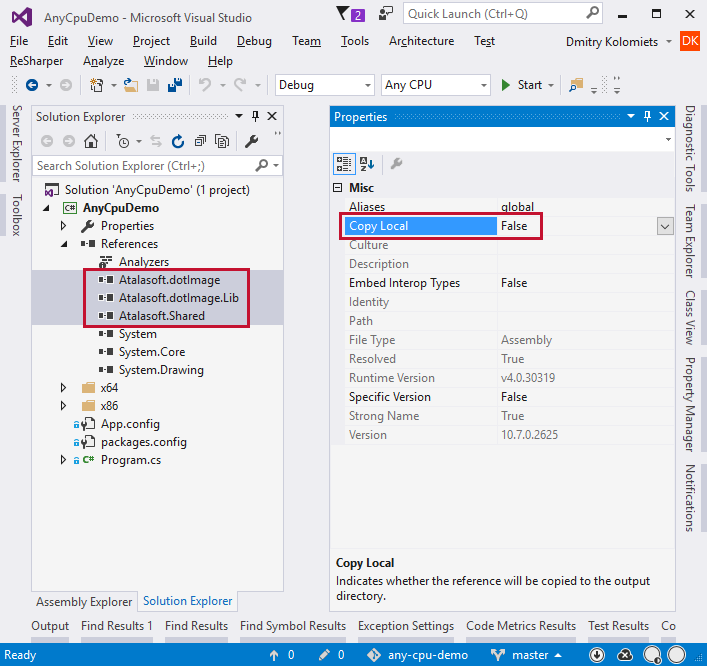 AnyCpuDemo - Microsoft Visual Studio
2
Quick Launch (Ctrl+Q)
File Edit View Project Build Debug Team Tools Architecture Test Dmitry Kolomiets DK
ReSharper Analyze Window Help
Debug Any CPU Start
Server Explorer
Toolbox
Solution Explorer
Search Solution Explorer (Ctrl+;)
Solution 'AnyCpuDemo' (1 project)
C# AnyCpuDemo
Properties
References
Analyzers
Atalasoft.dotImage
Atalasoft.dotImage.Lib
Atalasoft.Shared
System
System.Core
System.Drawing
x64
x86
App.config
packages.config
C# Program.cs
Assembly Explorer Solution Explorer
Properties
Misc
Aliases global
Copy Local False
Culture
Description
Embed Interop Types False
Identity
Path
File Type Assembly
Resolved True
Runtime Version v4.0.30319
Specific Version False
Strong Name True
Version 10.7.0.2625
Copy Local
Indicates whether the reference will be copied to the output
directory.
Diagnostic Tools
Team Explorer
Class View
Property Manager
Notifications
Output Find Results 1 Find Results Find Symbol Results Exception Settings Code Metrics Results Test Results Co
Ready 0 0 any-cpu-demo master